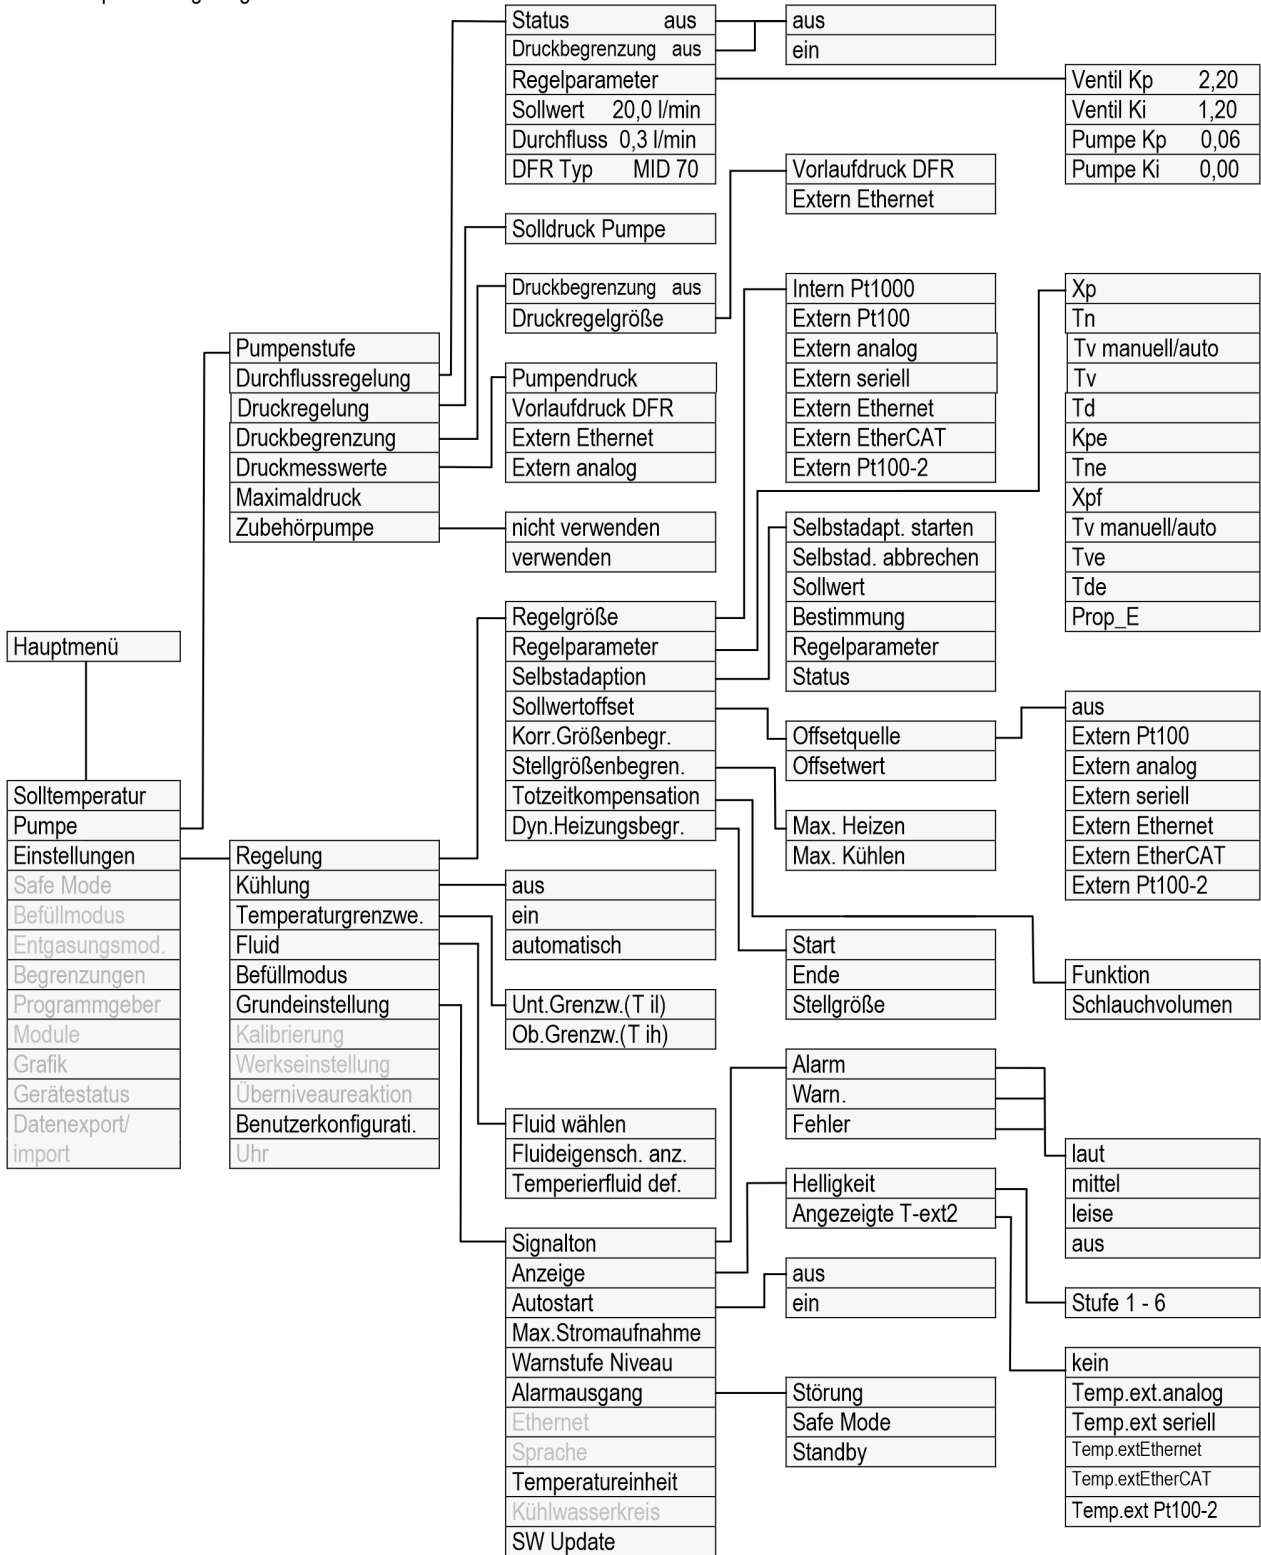 Status aus
Druckbegrenzung aus
Regelparameter
Sollwert 20,0 l/min
Durchfluss 0,3 l/min
DFR Typ MID 70
aus
ein
Ventil Kp 2,20
Ventil Ki 1,20
Pumpe Kp 0,06
Pumpe Ki 0,00
Vorlaufdruck DFR
Extern Ethernet
Solldruck Pumpe
Druckbegrenzung aus
Druckregelgröße
Pumpenstufe
Durchflussregelung
Druckregelung
Druckbegrenzung
Druckmesswerte
Maximaldruck
Zubehörpumpe
Pumpendruck
Vorlaufdruck DFR
Extern Ethernet
Extern analog
nicht verwenden
verwenden
Intern Pt1000
Extern Pt100
Extern analog
Extern seriell
Extern Ethernet
Extern EtherCAT
Extern Pt100-2
Xp
Tn
Tv manuell/auto
Tv
Td
Kpe
Tne
Xpf
Tv manuell/auto
Tve
Tde
Prop_E
Selbstadapt. starten
Selbstad. abbrechen
Sollwert
Bestimmung
Regelparameter
Status
Hauptmenü
Solltemperatur
Pumpe
Einstellungen
Safe Mode
Befüllmodus
Entgasungsmod.
Begrenzungen
Programmgeber
Module
Grafik
Gerätestatus
Datenexport/
import
Regelung
Kühlung
Temperaturgrenzwe.
Fluid
Befüllmodus
Grundeinstellung
Kalibrierung
Werkseinstellung
Überniveaureaktion
Benutzerkonfigurati.
Uhr
Regelgröße
Regelparameter
Selbstadaption
Sollwertoffset
Korr.Größenbegr.
Stellgrößenbegren.
Totzeitkompensation
Dyn.Heizungsbegr.
Offsetquelle
Offsetwert
aus
Extern Pt100
Extern analog
Extern seriell
Extern Ethernet
Extern EtherCAT
Extern Pt100-2
Max. Heizen
Max. Kühlen
aus
ein
automatisch
Start
Ende
Stellgröße
Funktion
Schlauchvolumen
Unt.Grenzw.(T il)
Ob.Grenzw.(T ih)
Fluid wählen
Fluideigensch. anz.
Temperierfluid def.
Alarm
Warn.
Fehler
laut
mittel
leise
aus
Helligkeit
Angezeigte T-ext2
Signalton
Anzeige
Autostart
Max.Stromaufnahme
Warnstufe Niveau
Alarmausgang
Ethernet
Sprache
Temperatureinheit
Kühlwasserkreis
SW Update
aus
ein
Stufe 1 - 6
Störung
Safe Mode
Standby
kein
Temp.ext.analog
Temp.ext seriell
Temp.extEthernet
Temp.extEtherCAT
Temp.ext Pt100-2